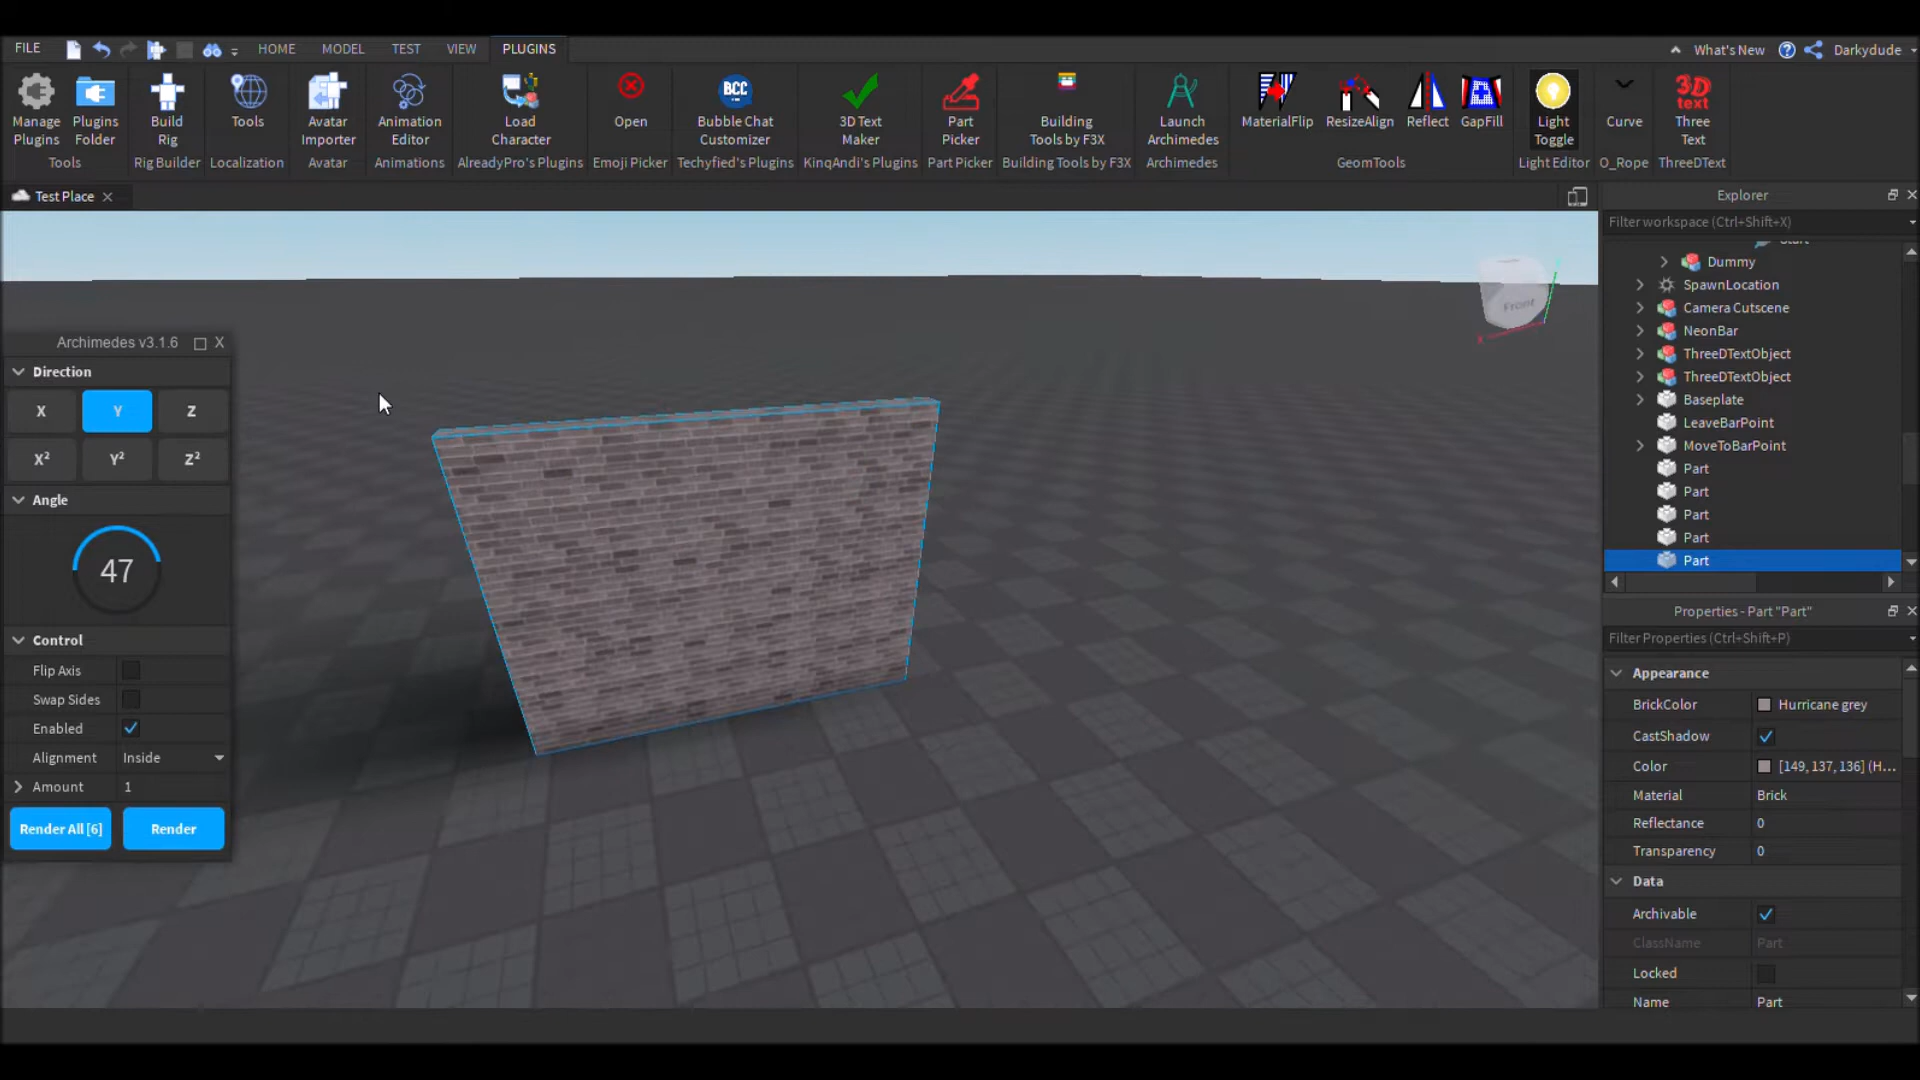 FILE HOME MODEL TEST VIEW PLUGINS What's New Darkydude
Manage Plugins
Plugins Folder
Tools
Build Rig
Rig Builder
Tools
Localization
Avatar Importer
Avatar
Animation Editor
Animations
Load Character
AlreadyPro's Plugins
Open
Emoji Picker
BCC
Bubble Chat Customizer
Techyfied's Plugins
3D Text Maker
KinqAndi's Plugins
Part Picker
Part Picker
Building Tools by F3X
Building Tools by F3X
Launch Archimedes
Archimedes
MaterialFlip ResizeAlign Reflect GapFill
GeomTools
Light Toggle
Light Editor
Curve
O_Rope
3D text
Three Text
ThreeDText
Test Place
Front
Archimedes v3.1.6 X
Direction
X Y Z
X² Y² Z²
Angle
47
Control
Flip Axis
Swap Sides
Enabled
Alignment Inside
Amount 1
Render All [6] Render
Explorer
Filter workspace (Ctrl+Shift+X)
Dummy
SpawnLocation
Camera Cutscene
NeonBar
ThreeDTextObject
ThreeDTextObject
Baseplate
LeaveBarPoint
MoveToBarPoint
Part
Part
Part
Part
Part
Properties - Part "Part"
Filter Properties (Ctrl+Shift+P)
Appearance
BrickColor Hurricane grey
CastShadow
Color [149, 137, 136] (H...
Material Brick
Reflectance 0
Transparency 0
Data
Archivable
ClassName Part
Locked
Name Part